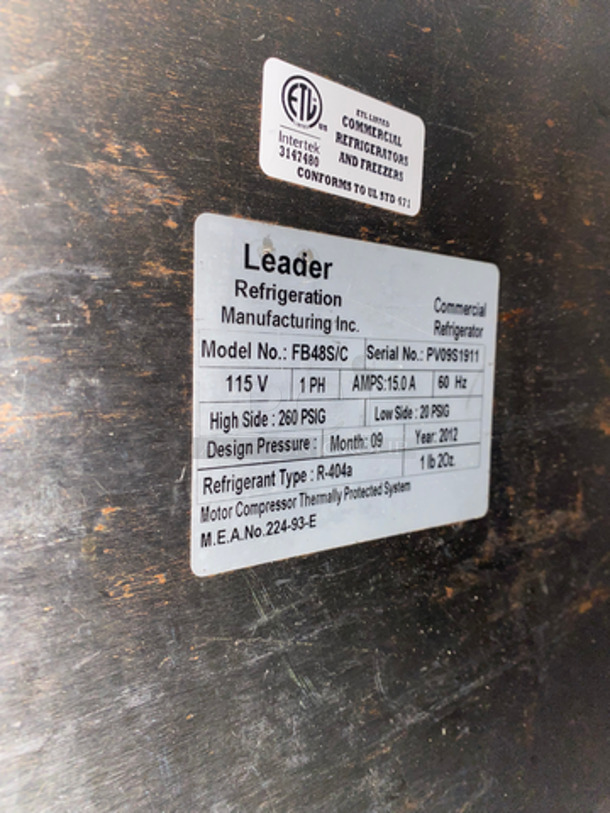 ETL
us
Intertek
3147480
ETL LISTED
COMMERCIAL
REFRIGERATORS
AND FREEZERS
CONFORMS TO UL STD 471
Leader
Refrigeration
Manufacturing Inc.
Commercial
Refrigerator
Model No.: FB48S/C Serial No.: PV09S1911
115 V 1 PH AMPS:15.0 A 60 Hz
High Side : 260 PSIG Low Side : 20 PSIG
Design Pressure : Month: 09 Year: 2012
Refrigerant Type : R-404a 1 lb 2Oz.
Motor Compressor Thermally Protected System
M.E.A.No.224-93-E